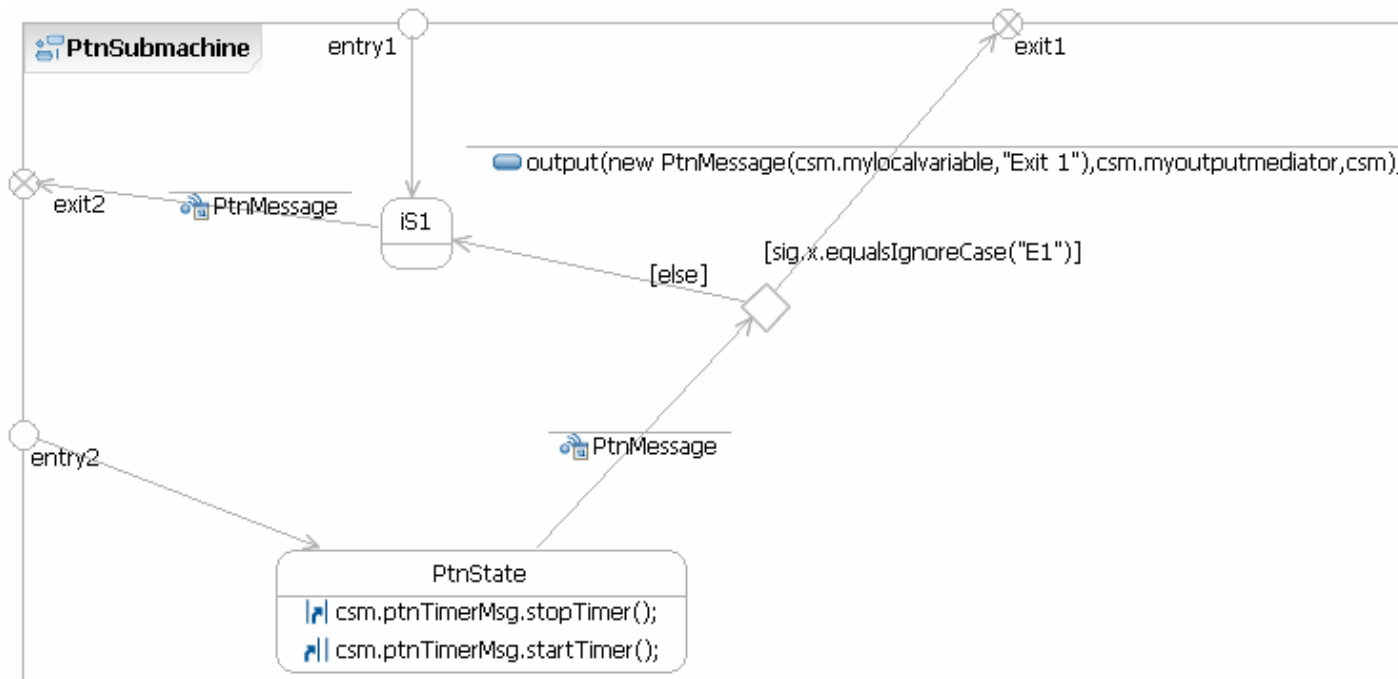 PtnSubmachine
entry1
exit1
output(new PtnMessage(csm.mylocalvariable,"Exit 1"),csm.myoutputmediator,csm)
exit2
PtnMessage
iS1
[sig.x.equalsIgnoreCase("E1")]
[else]
PtnMessage
entry2
PtnState
csm.ptnTimerMsg.stopTimer();
csm.ptnTimerMsg.startTimer();